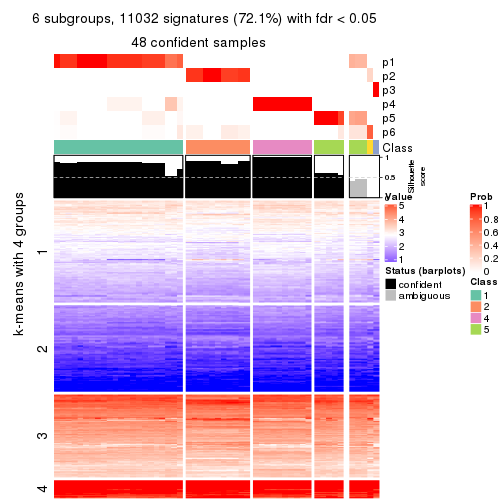 6 subgroups, 11032 signatures (72.1%) with fdr < 0.05
48 confident samples
p1
p2
p3
p4
p5
p6
Class
1
0.5
0
Silhouette
score
k-means with 4 groups
1
2
3
4
Value
5
4
3
2
1
Status (barplots)
confident
ambiguous
Prob
1
0.8
0.6
0.4
0.2
0
Class
1
2
4
5